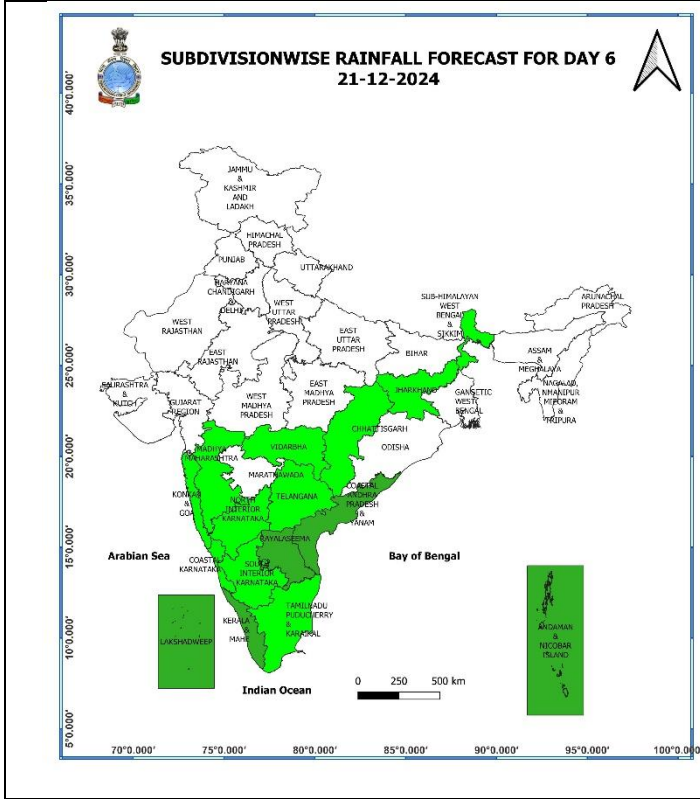 SUBDIVISIONWISE RAINFALL FORECAST FOR DAY 6
21-12-2024
40°0.000'
35°0.000'
30°0.000'
25°0.000'
20°0.000'
15°0.000'
10°0.000'
5°0.000'
JAMMU
&
KASHMIR
AND
LADAKH
HIMACHAL
PRADESH
PUNJAB
UTTARAKHAND
HARYANA
CHANDIGARH
&
DELHI
WEST
RAJASTHAN
WEST
UTTAR
PRADESH
EAST
RAJASTHAN
EAST
UTTAR
PRADESH
SUB-HIMALAYAN
WEST
BENGAL
&
SIKKIM
ARUNACHAL
PRADESH
BIHAR
ASSAM
&
MEGHALAYA
NAGALAD,
MNANIPUR
MIZORAM
&
TRIPURA
SAURASHTRA
&
KUTCH
GUJARAT
REGION
WEST
MADHYA
PRADESH
EAST
MADHYA
PRADESH
JHARKHAND
GANGETIC
WEST
BENGAL
CHHATTISGARH
ODISHA
MADHYA
MAHARASHTRA
VIDARBHA
MARATHAWADA
KONKAN
&
GOA
NORTH
INTERIOR
KARNATAKA
TELANGANA
COASTAL
ANDHRA
PRADESH
&
YANAM
RAYALASEEMA
Arabian Sea
Bay of Bengal
COASTAL
KARNATAKA
SOUTH
INTERIOR
KARNATAKA
TAMILNADU
PUDUCHERRY
&
KARAIKAL
KERALA
&
MAHE
LAKSHADWEEP
ANDAMAN
&
NICOBAR
ISLAND
Indian Ocean
0 250 500 km
70°0.000' 75°0.000' 80°0.000' 85°0.000' 90°0.000' 95°0.000' 100°0.000'